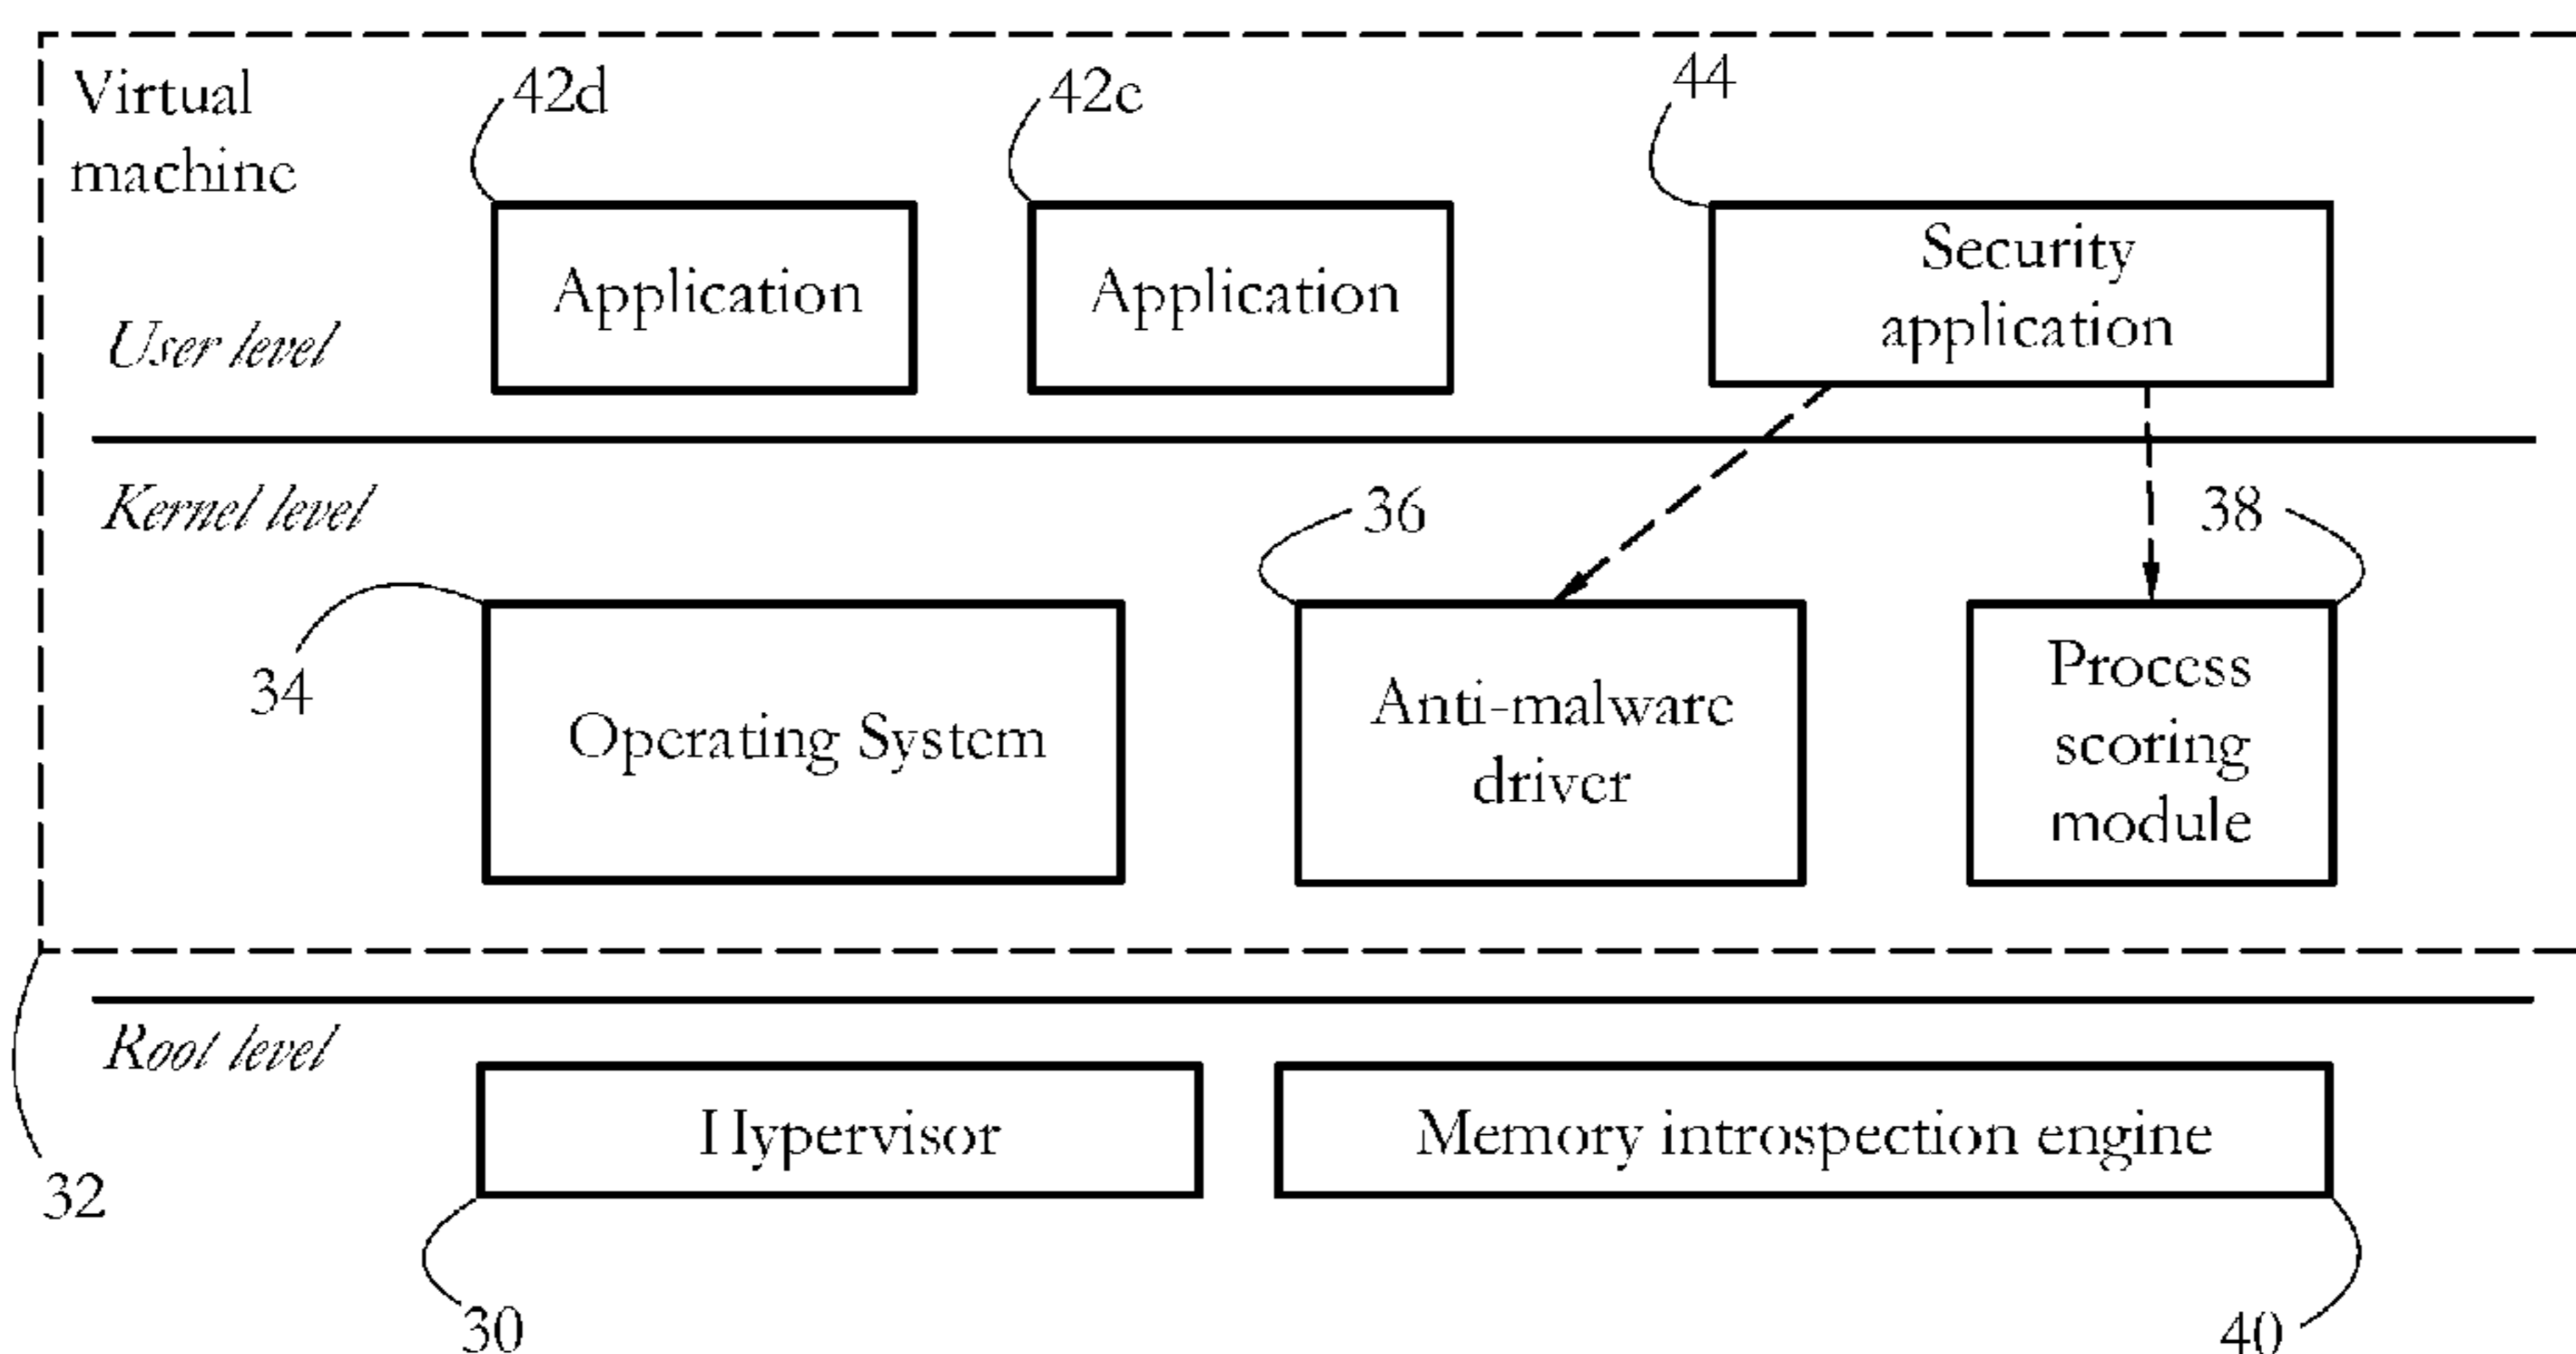 Virtual
machine
42d
42e
44
Application
Application
Security
application
User level
Kernel level
36
38
34
Operating System
Anti-malware
driver
Process
scoring
module
Root level
Hypervisor
Memory introspection engine
32
30
40